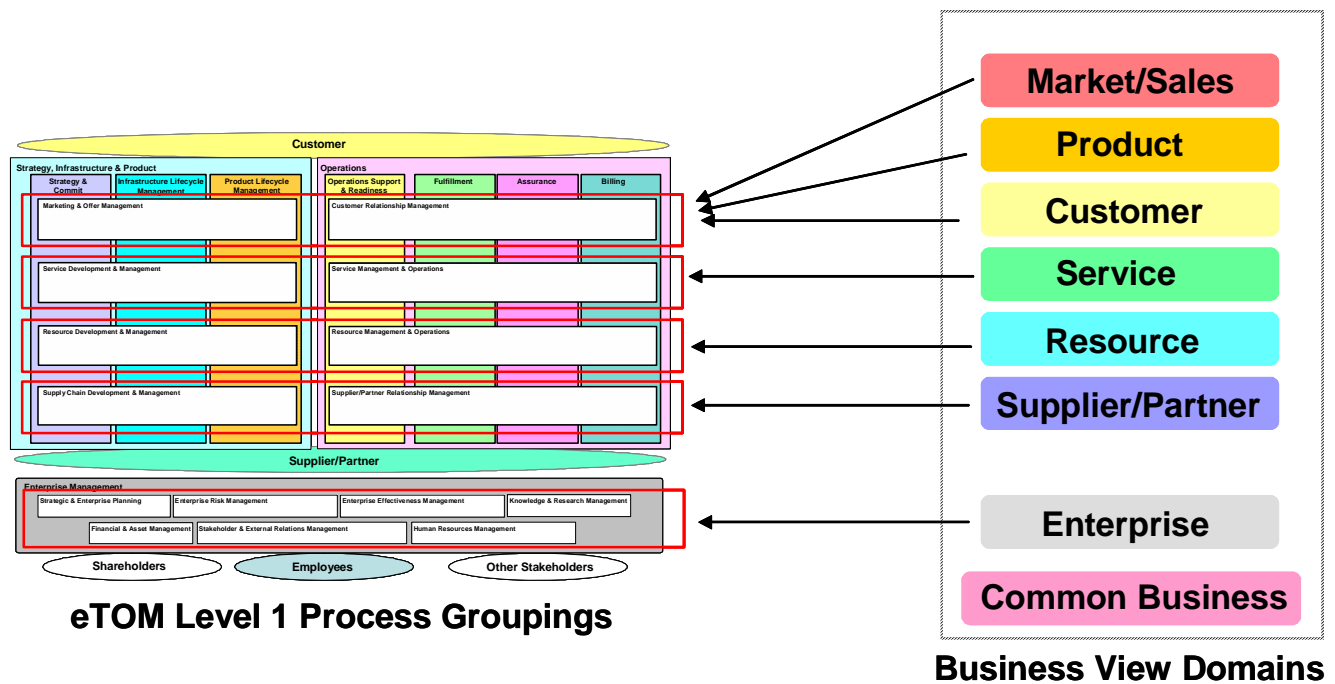 Customer
Strategy, Infrastructure & Product
Operations
Strategy &
Commit
Infrastructure Lifecycle
Management
Product Lifecycle
Management
Operations Support
& Readiness
Fulfillment
Assurance
Billing
Marketing & Offer Management
Customer Relationship Management
Service Development & Management
Service Management & Operations
Resource Development & Management
Resource Management & Operations
Supply Chain Development & Management
Supplier/Partner Relationship Management
Supplier/Partner
Enterprise Management
Strategic & Enterprise Planning
Enterprise Risk Management
Enterprise Effectiveness Management
Knowledge & Research Management
Financial & Asset Management
Stakeholder & External Relations Management
Human Resources Management
Shareholders
Employees
Other Stakeholders
eTOM Level 1 Process Groupings
Market/Sales
Product
Customer
Service
Resource
Supplier/Partner
Enterprise
Common Business
Business View Domains